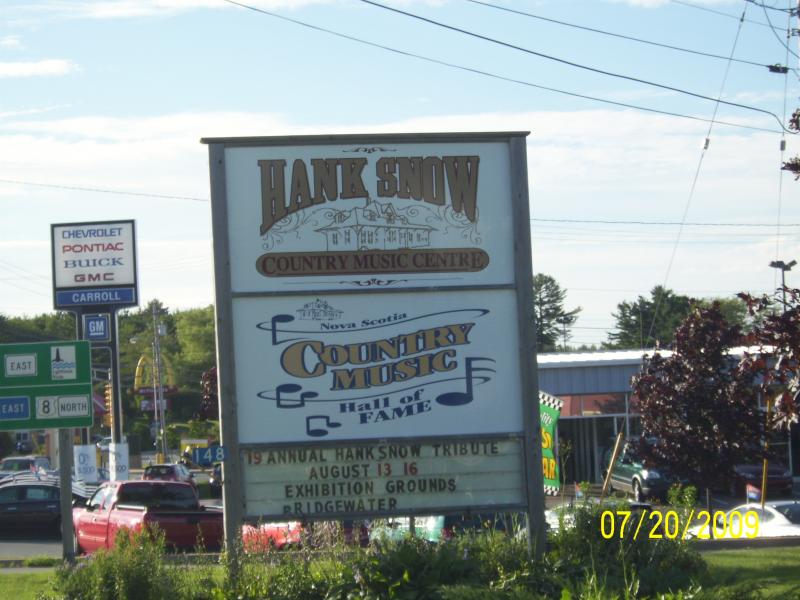 HANK SNOW
COUNTRY MUSIC CENTRE
Nova Scotia
COUNTRY
MUSIC
Hall of
FAME
19 ANNUAL HANK SNOW TRIBUTE
AUGUST 13 16
EXHIBITION GROUNDS
BRIDGEWATER
CHEVROLET
PONTIAC
BUICK
GMC
CARROLL
GM
EAST
EAST
8 NORTH
148
07/20/2009